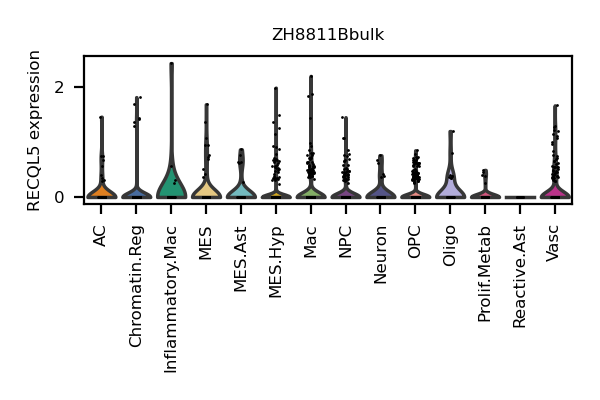 ZH8811Bbulk
RECQL5 expression
2
0
AC
Chromatin.Reg
Inflammatory.Mac
MES
MES.Ast
MES.Hyp
Mac
NPC
Neuron
OPC
Oligo
Prolif.Metab
Reactive.Ast
Vasc